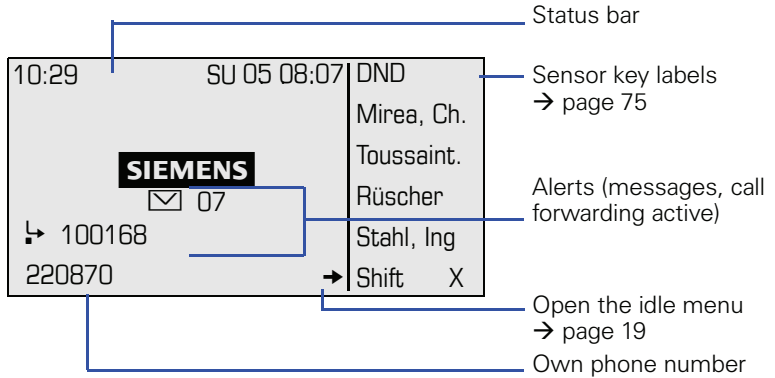 Status bar
10:29 SU 05 08:07 DND
Sensor key labels
→ page 75
Mirea, Ch.
Toussaint.
SIEMENS
07
Rüscher
Alerts (messages, call
forwarding active)
100168
Stahl, Ing
220870 → Shift X
Open the idle menu
→ page 19
Own phone number